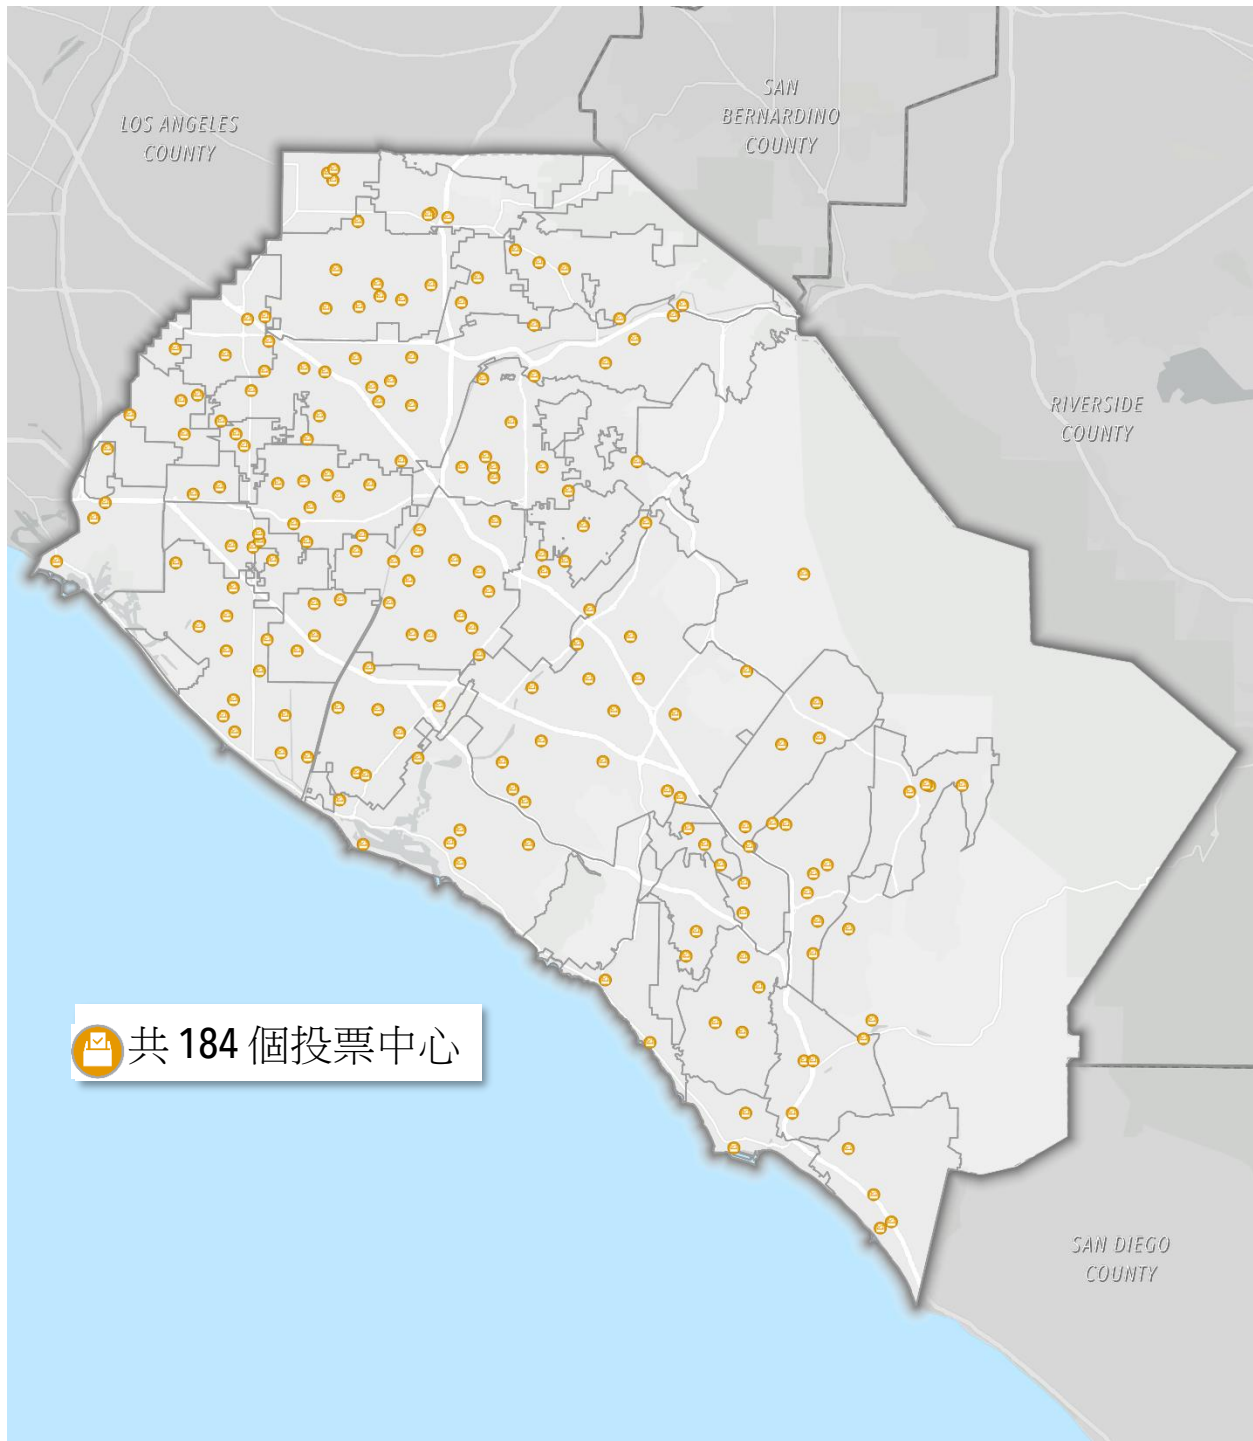 SAN
BERNARDINO
COUNTY
LOS ANGELES
COUNTY
RIVERSIDE
COUNTY
共 184 個投票中心
SAN DIEGO
COUNTY